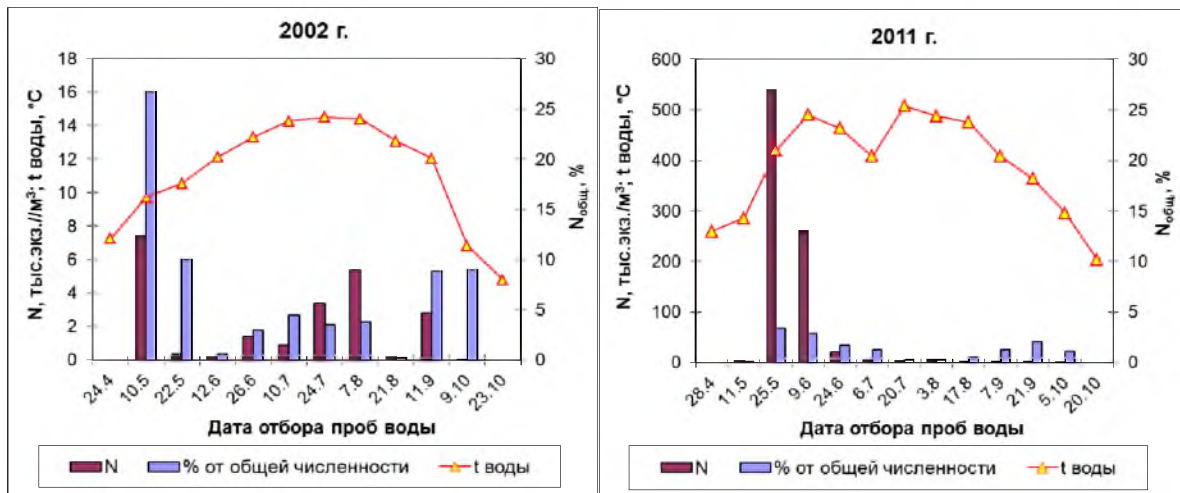 2002 г.
N, тыс.экз.//м³; t воды, °С
18
16
14
12
10
8
6
4
2
0
30
25
20
15
10
5
0
Nобщ., %
24.4 10.5 22.5 12.6 26.6 10.7 24.7 7.8 21.8 11.9 9.10 23.10
Дата отбора проб воды
N % от общей численности t воды
2011 г.
N, тыс.экз./м³; t воды, °С
600
500
400
300
200
100
0
30
25
20
15
10
5
0
Nобщ., %
28.4 11.5 25.5 9.6 24.6 6.7 20.7 3.8 17.8 7.9 21.9 5.10 20.10
Дата отбора проб воды
N % от общей численности t воды